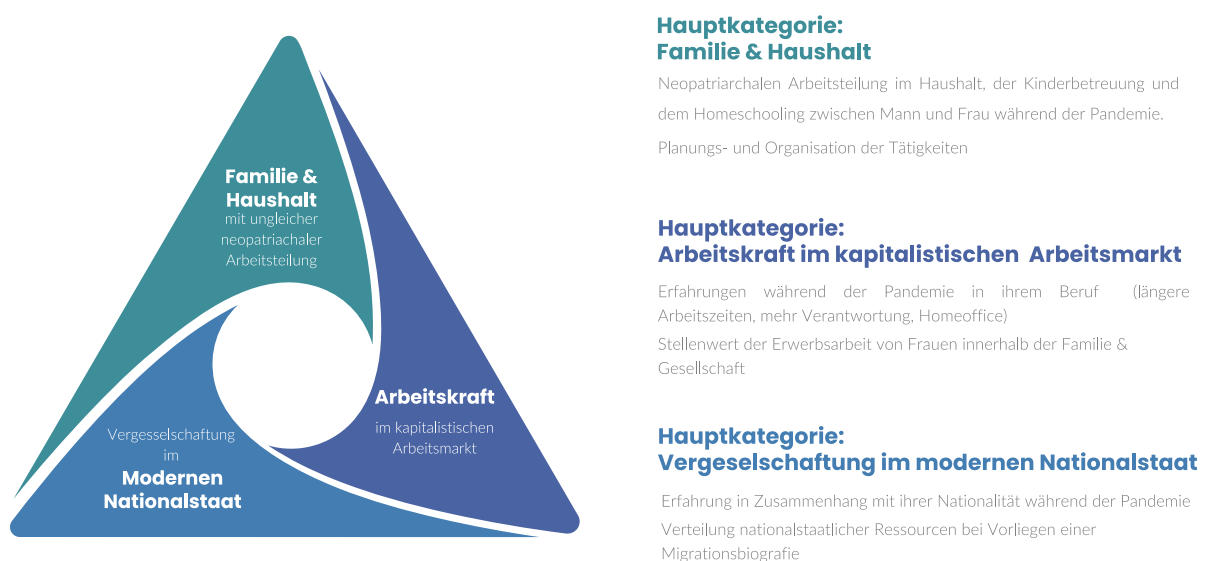 Familie &
Haushalt
mit ungleicher
neopatriachaler
Arbeitsteilung
Arbeitskraft
im kapitalistischen
Arbeitsmarkt
Vergesselschaftung
im
Modernen
Nationalstaat
Hauptkategorie:
Familie & Haushalt
Neopatriarchalen Arbeitsteilung im Haushalt, der Kinderbetreuung und
dem Homeschooling zwischen Mann und Frau während der Pandemie.
Planungs- und Organisation der Tätigkeiten
Hauptkategorie:
Arbeitskraft im kapitalistischen Arbeitsmarkt
Erfahrungen während der Pandemie in ihrem Beruf (längere
Arbeitszeiten, mehr Verantwortung, Homeoffice)
Stellenwert der Erwerbsarbeit von Frauen innerhalb der Familie &
Gesellschaft
Hauptkategorie:
Vergeselschaftung im modernen Nationalstaat
Erfahrung in Zusammenhang mit ihrer Nationalität während der Pandemie
Verteilung nationalstaatlicher Ressourcen bei Vorliegen einer
Migrationsbiografie